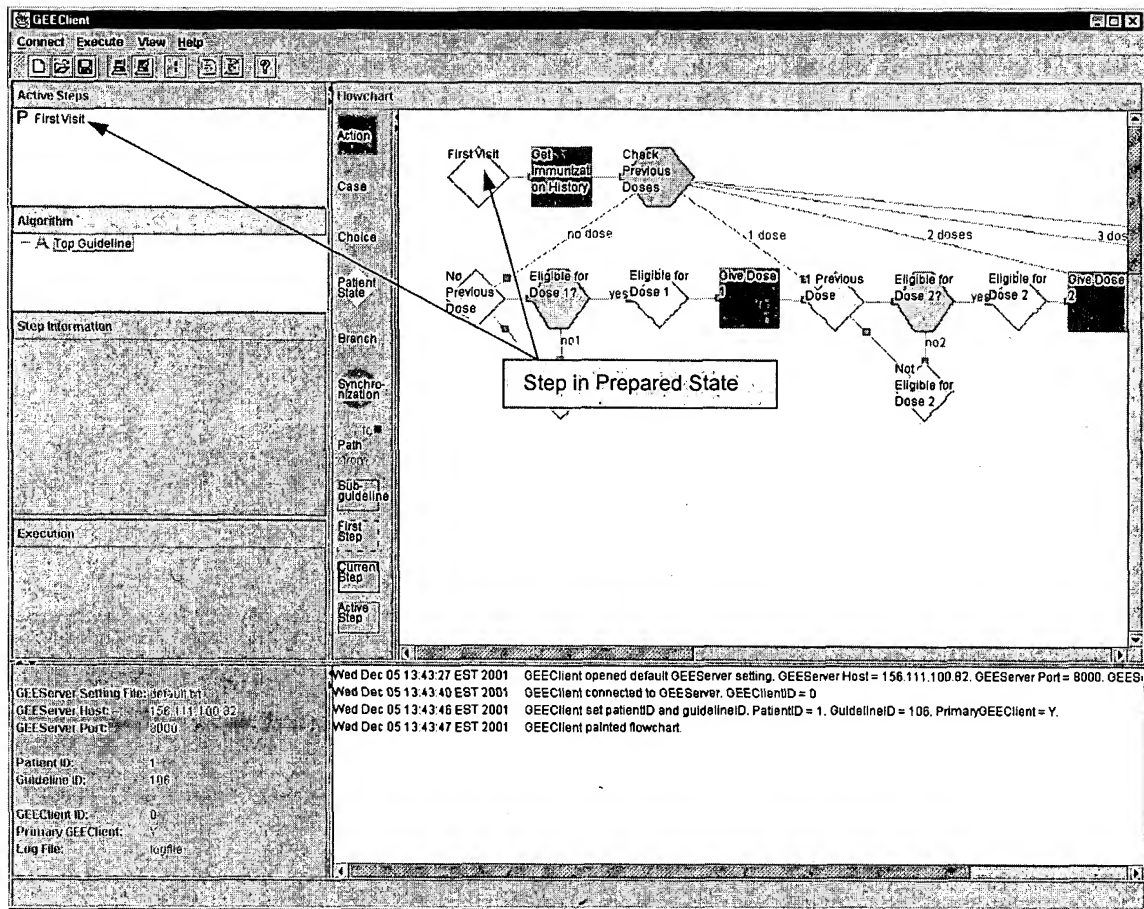 GEEClient
Connect Execute View Help
Active Steps
P First Visit
Algorithm
A Top Guideline
Step Information
Execution
Flowchart
Action
Case
Choice
Patient
State
Branch
Synchro-
nization
to
Path
from
Sub-
guideline
First
Step
Current
Step
Active
Step
First Visit
Get
Immunizati
on History
Check
Previous
Doses
no dose
1 dose
2 doses
3 dos
No
Previous
Dose
Eligible for
Dose 1?
yes
Eligible for
Dose 1
Give Dose
1
1 Previous
Dose
Eligible for
Dose 2?
yes
Eligible for
Dose 2
Give Dose
2
no1
no2
Not
Eligible for
Dose 2
Step in Prepared State
GEEServer Setting File: default.txt
GEEServer Host: 156.111.100.82
GEEServer Port: 8000
Patient ID: 1
Guideline ID: 106
GEEClient ID: 0
Primary GEEClient: Y
Log File: logfile
Wed Dec 05 13:43:27 EST 2001 GEEClient opened default GEEServer setting. GEEServer Host = 156.111.100.82. GEEServer Port = 8000. GEES
Wed Dec 05 13:43:40 EST 2001 GEEClient connected to GEEServer. GEEClientID = 0
Wed Dec 05 13:43:46 EST 2001 GEEClient set patientID and guidelineID. PatientID = 1. GuidelineID = 106. PrimaryGEEClient = Y.
Wed Dec 05 13:43:47 EST 2001 GEEClient painted flowchart.